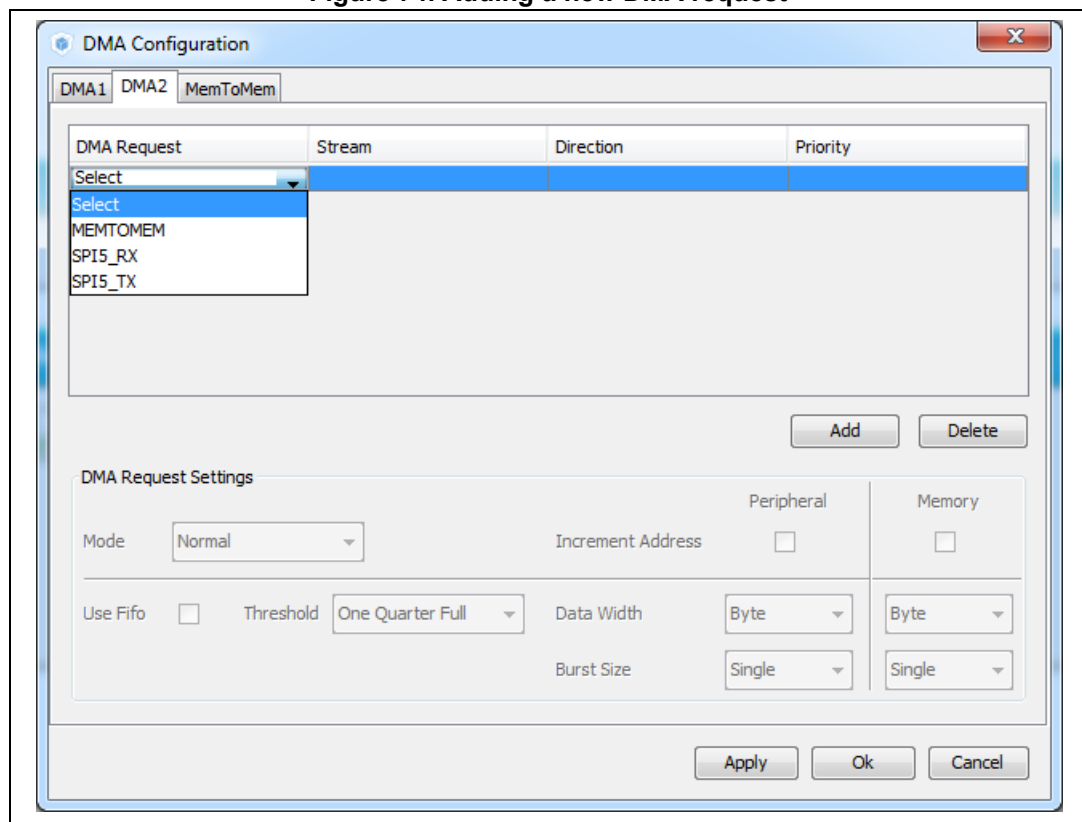 DMA Configuration
DMA1 DMA2 MemToMem
DMA Request Stream Direction Priority
Select
Select
MEMTOMEM
SPI5_RX
SPI5_TX
Add Delete
DMA Request Settings
Peripheral Memory
Mode Normal Increment Address
Use Fifo Threshold One Quarter Full Data Width Byte Byte
Burst Size Single Single
Apply Ok Cancel